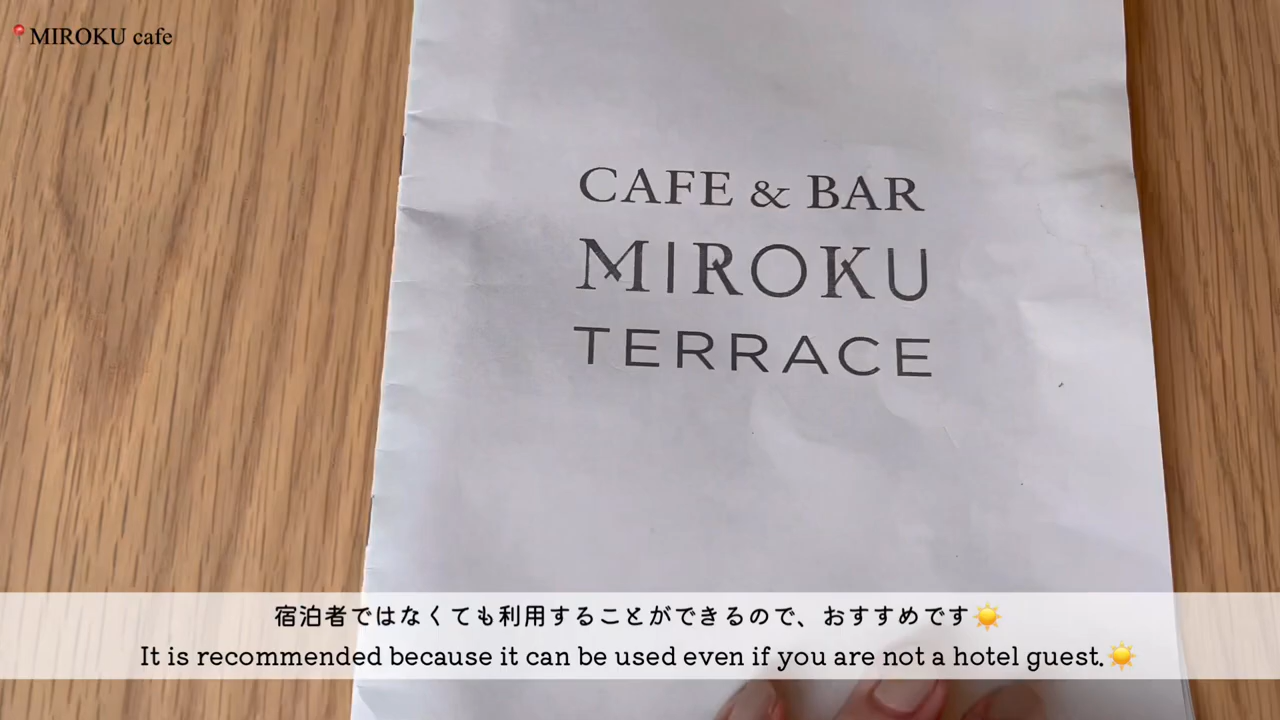 📍MIROKU cafe
CAFE & BAR
MIROKU
TERRACE
宿泊者ではなくても利用することができるので、おすすめです☀️
It is recommended because it can be used even if you are not a hotel guest.☀️